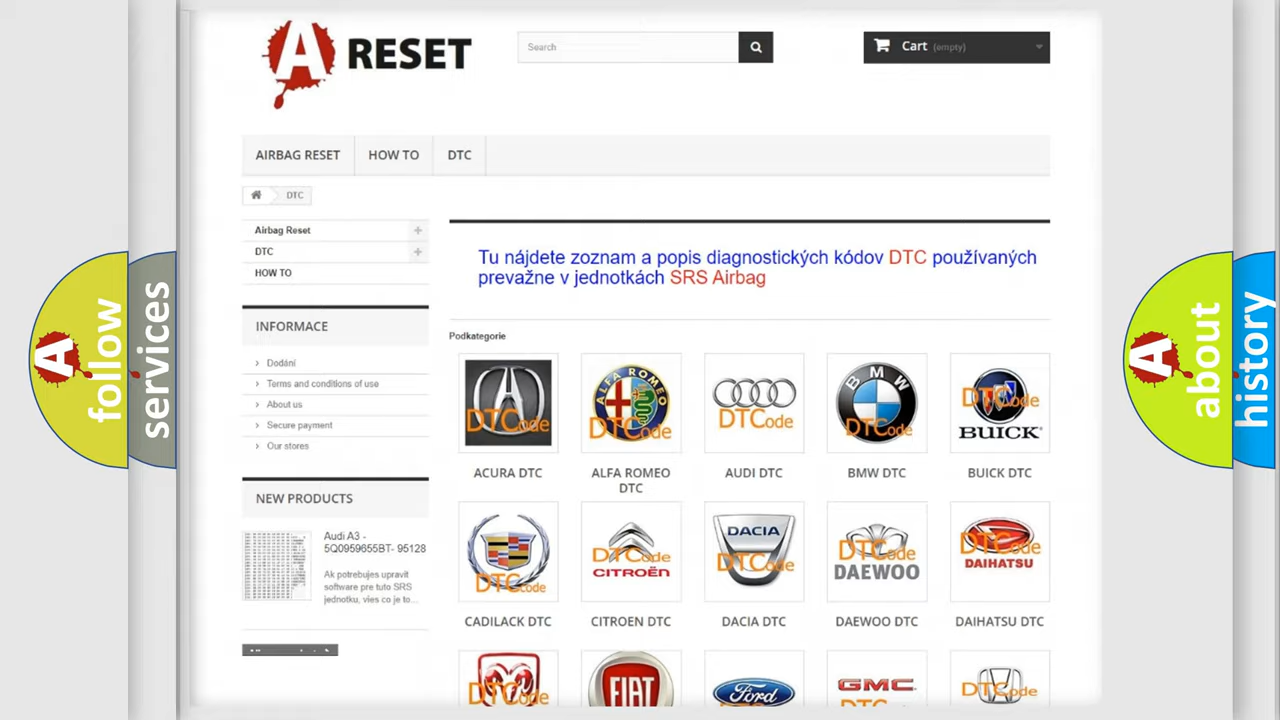 A RESET
Search
Cart (empty)
AIRBAG RESET
HOW TO
DTC
DTC
Airbag Reset
DTC
HOW TO
INFORMACE
Dodání
Terms and conditions of use
About us
Secure payment
Our stores
NEW PRODUCTS
Audi A3 -
5Q0959655BT- 95128
Ak potrebujes upravit
software pre tuto SRS
jednotku, vies co je to...
Tu nájdete zoznam a popis diagnostických kódov DTC používaných
prevažne v jednotkách SRS Airbag
Podkategorie
DTCode
ACURA DTC
ALFA ROMEO
DTCode
ALFA ROMEO
DTC
DTCode
AUDI DTC
BMW
DTCode
BMW DTC
DTCode
BUICK
BUICK DTC
DTCode
CADILACK DTC
DTCode
CITROËN
CITROEN DTC
DACIA
DTCode
DACIA DTC
DTCode
DAEWOO
DAEWOO DTC
DTCode
DAIHATSU
DAIHATSU DTC
DTCode
FIAT
Ford
GMC
DTCode
A follow
services
A about
history